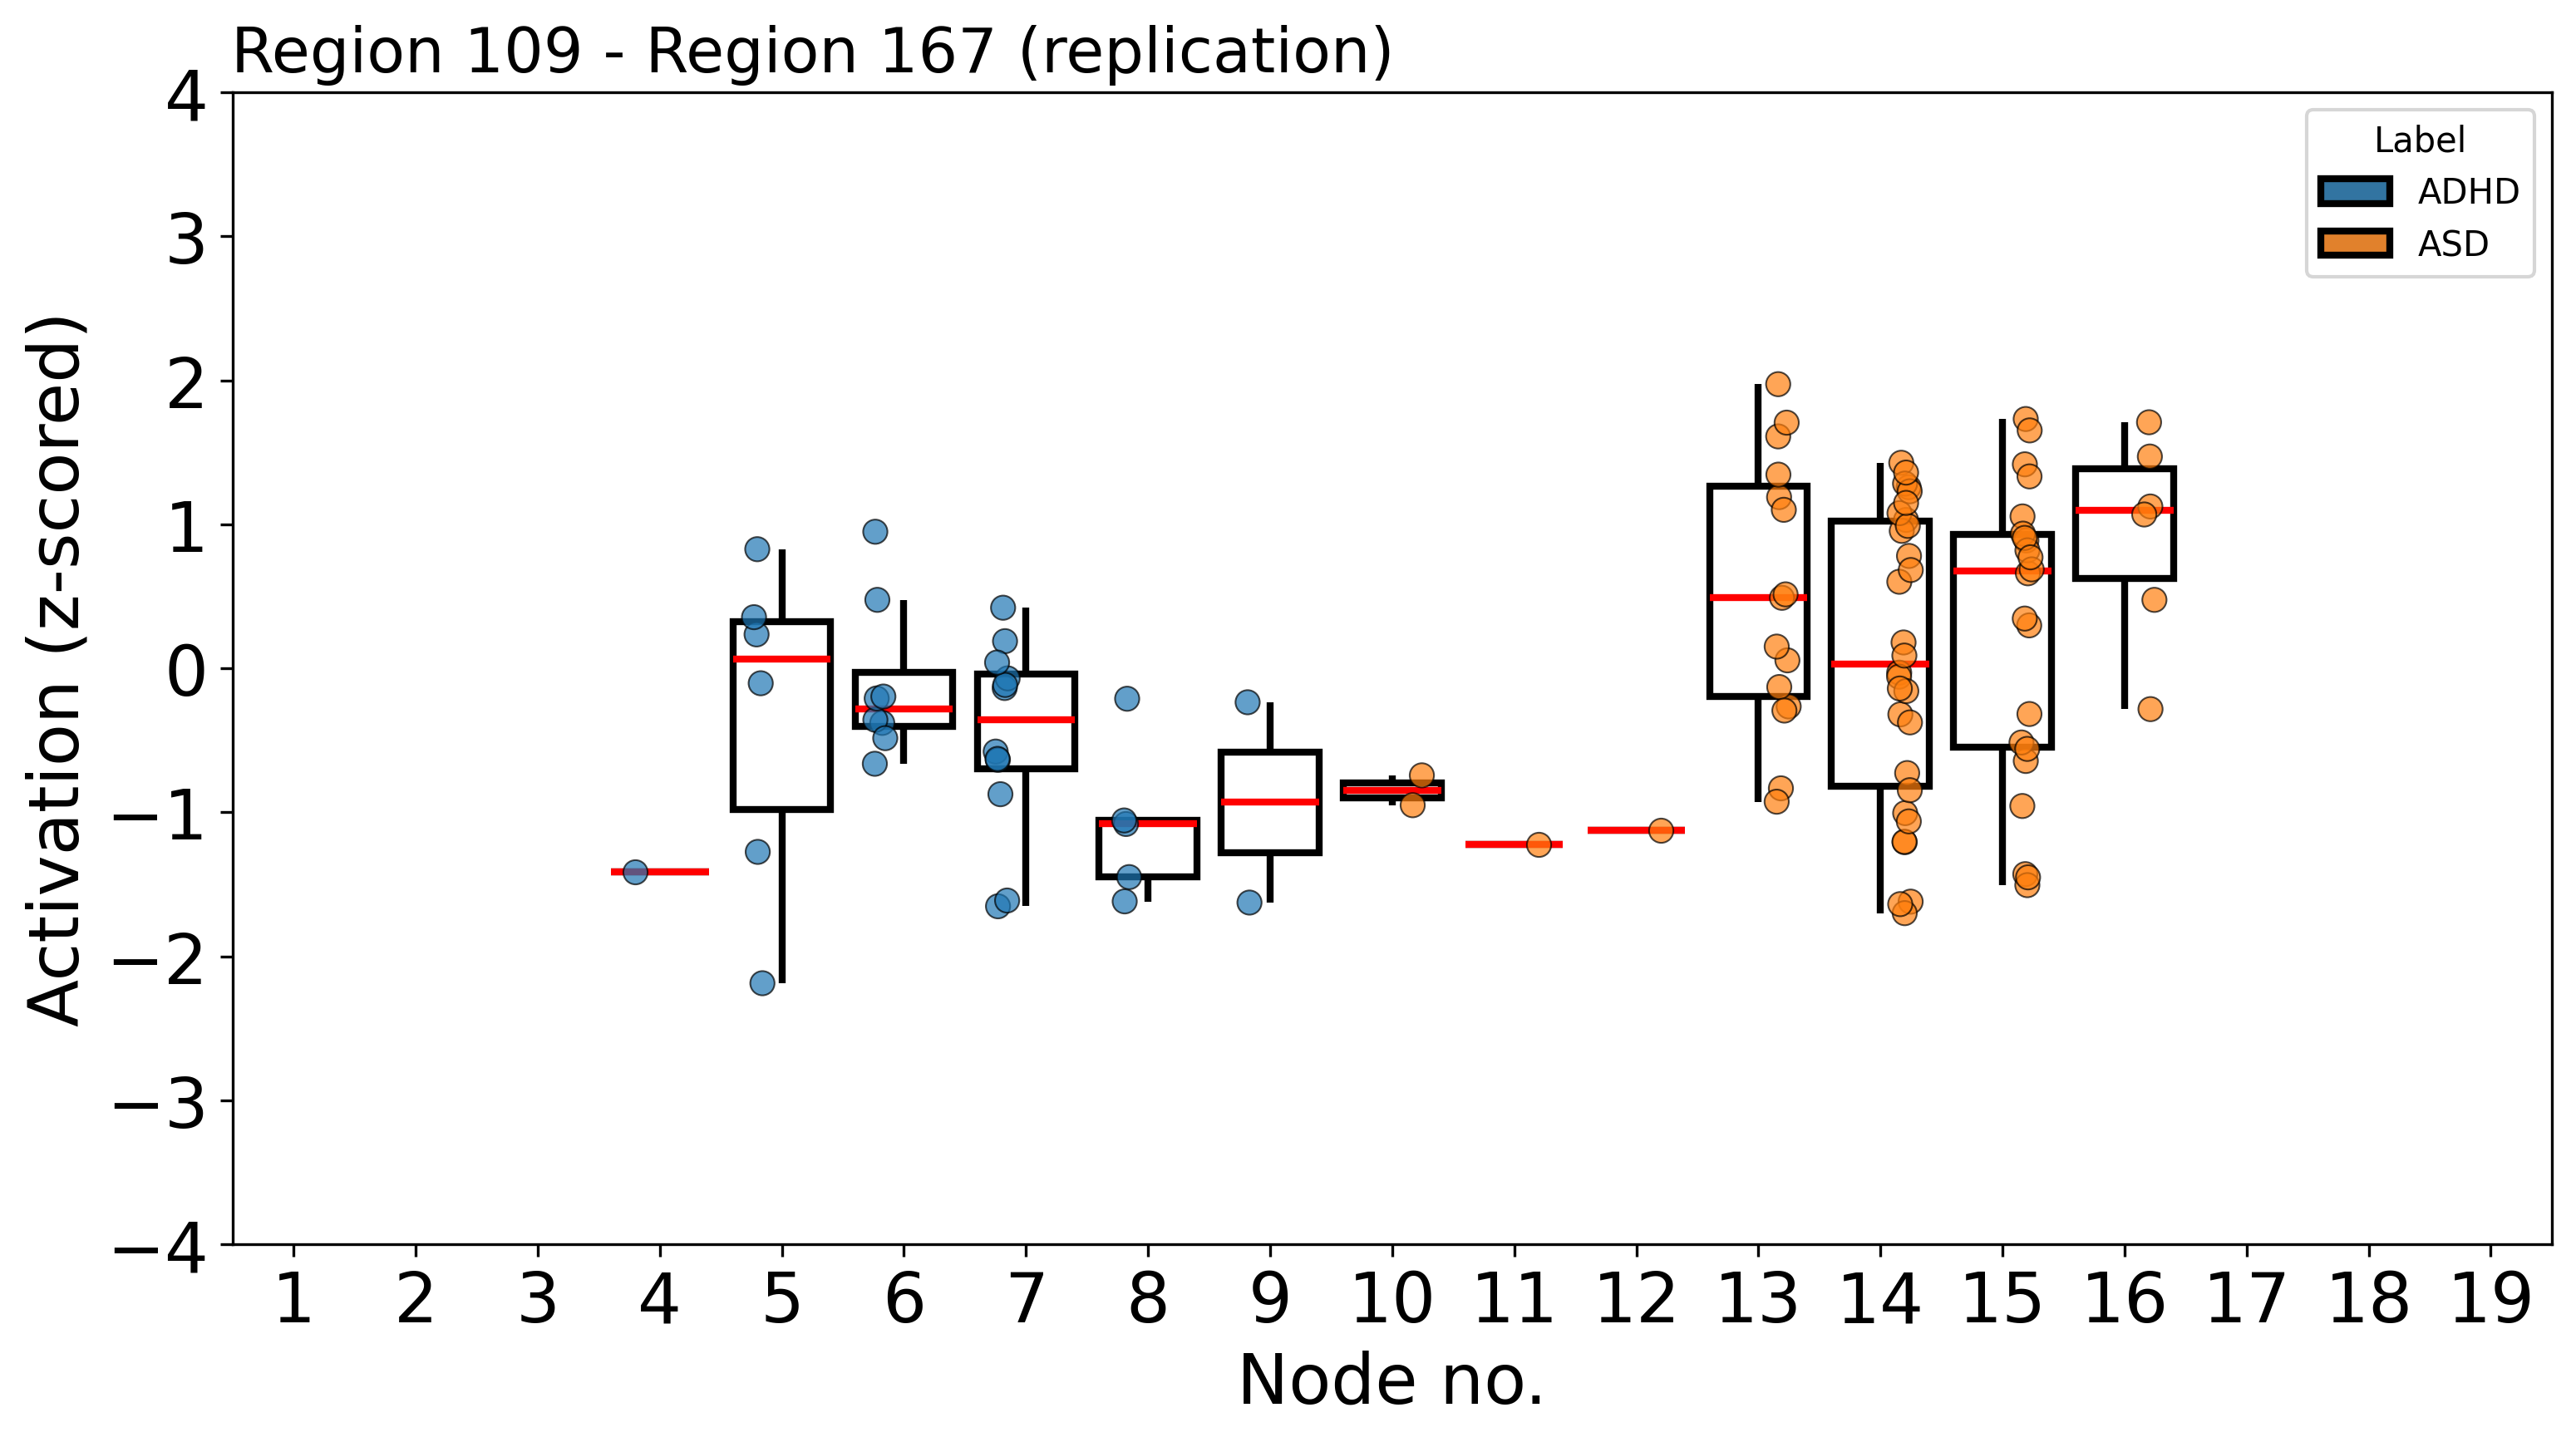 Region 109 - Region 167 (replication)
4
3
2
1
0
−1
−2
−3
−4
Activation (z-scored)
Label
ADHD
ASD
1 2 3 4 5 6 7 8 9 10 11 12 13 14 15 16 17 18 19
Node no.